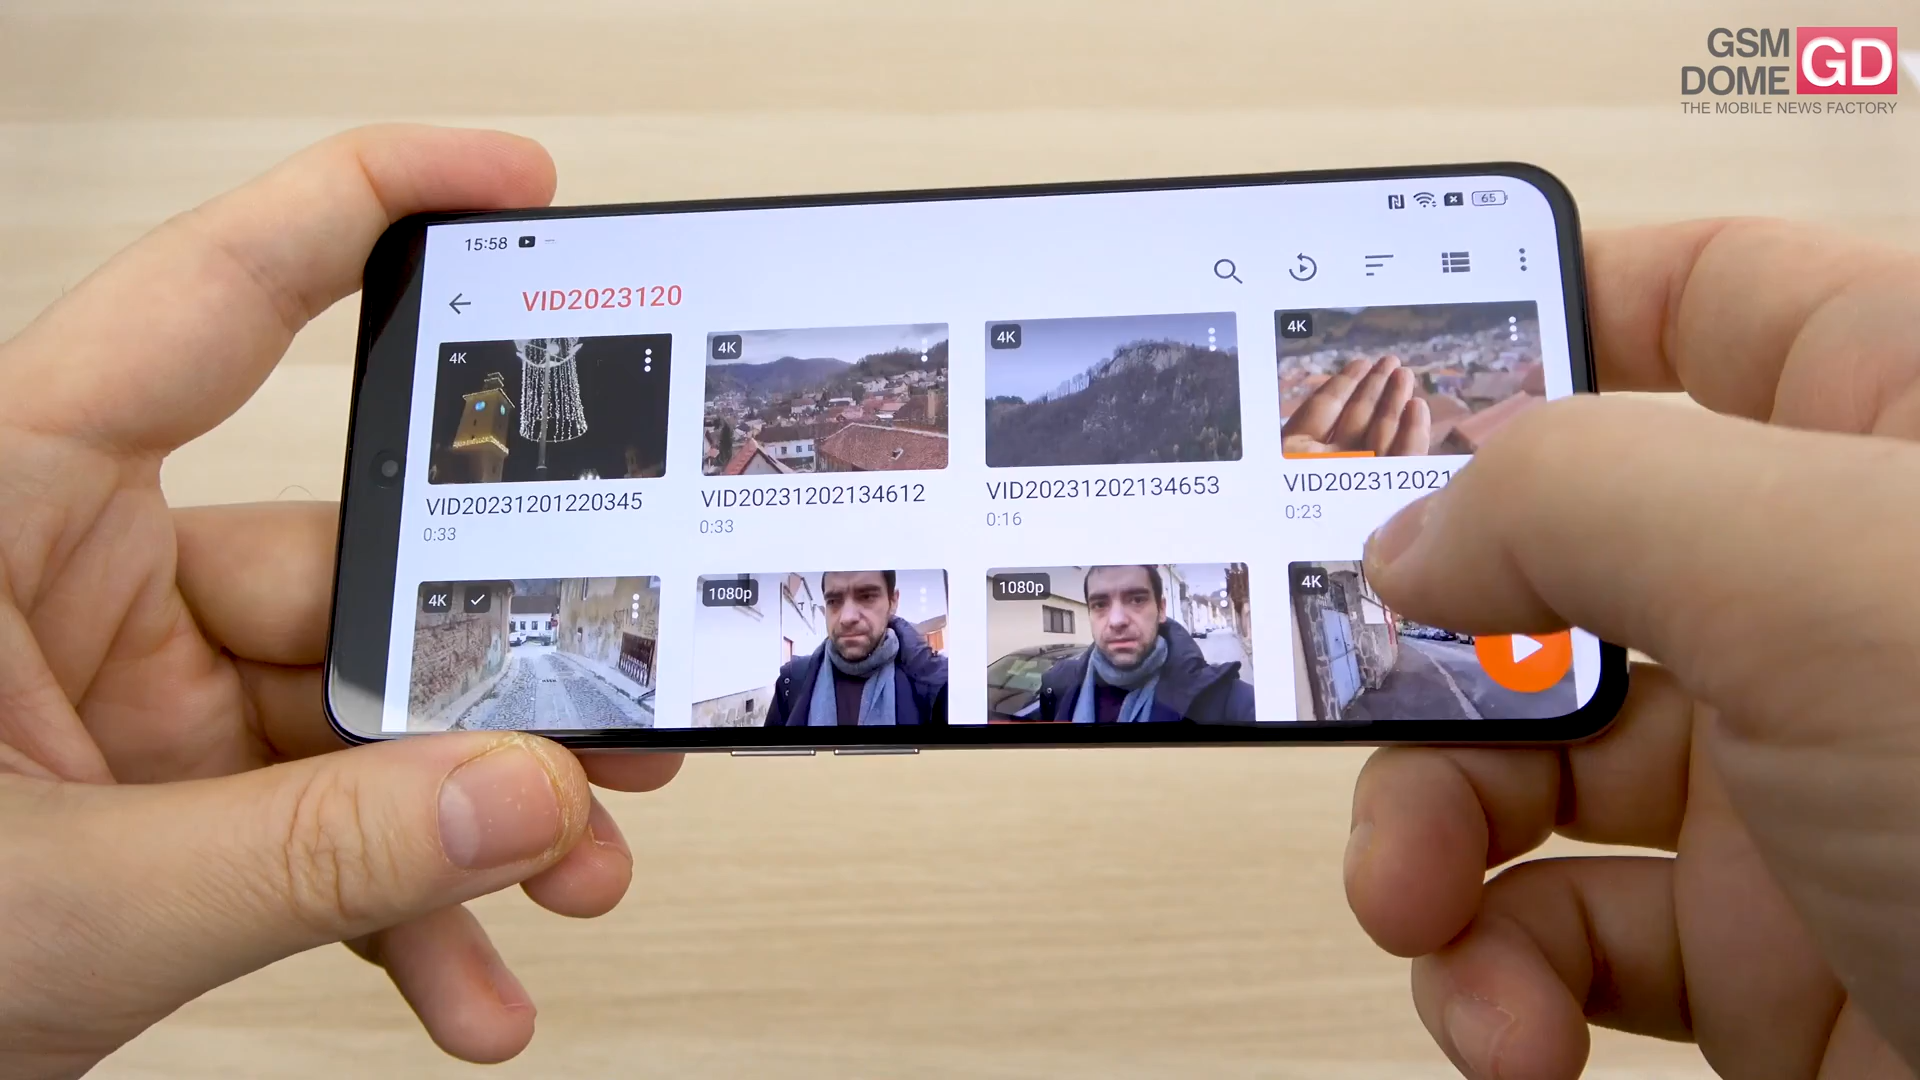 GSM
DOME
GD
THE MOBILE NEWS FACTORY
15:58
65
VID2023120
4K
4K
4K
4K
VID20231201220345
VID20231202134612
VID20231202134653
0:33
0:33
0:16
0:23
4K
1080p
1080p
4K